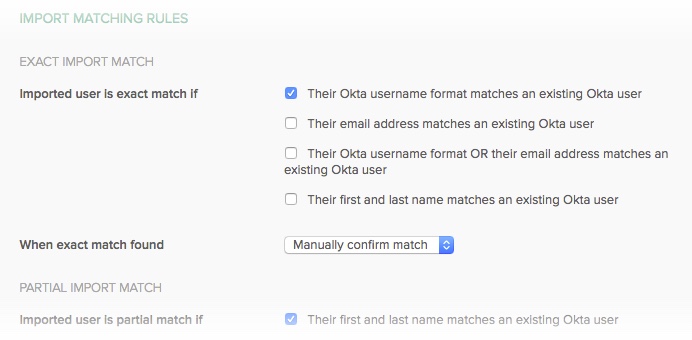 IMPORT MATCHING RULES
EXACT IMPORT MATCH
Imported user is exact match if
Their Okta username format matches an existing Okta user
Their email address matches an existing Okta user
Their Okta username format OR their email address matches an
existing Okta user
Their first and last name matches an existing Okta user
When exact match found
Manually confirm match
PARTIAL IMPORT MATCH
Imported user is partial match if
Their first and last name matches an existing Okta user